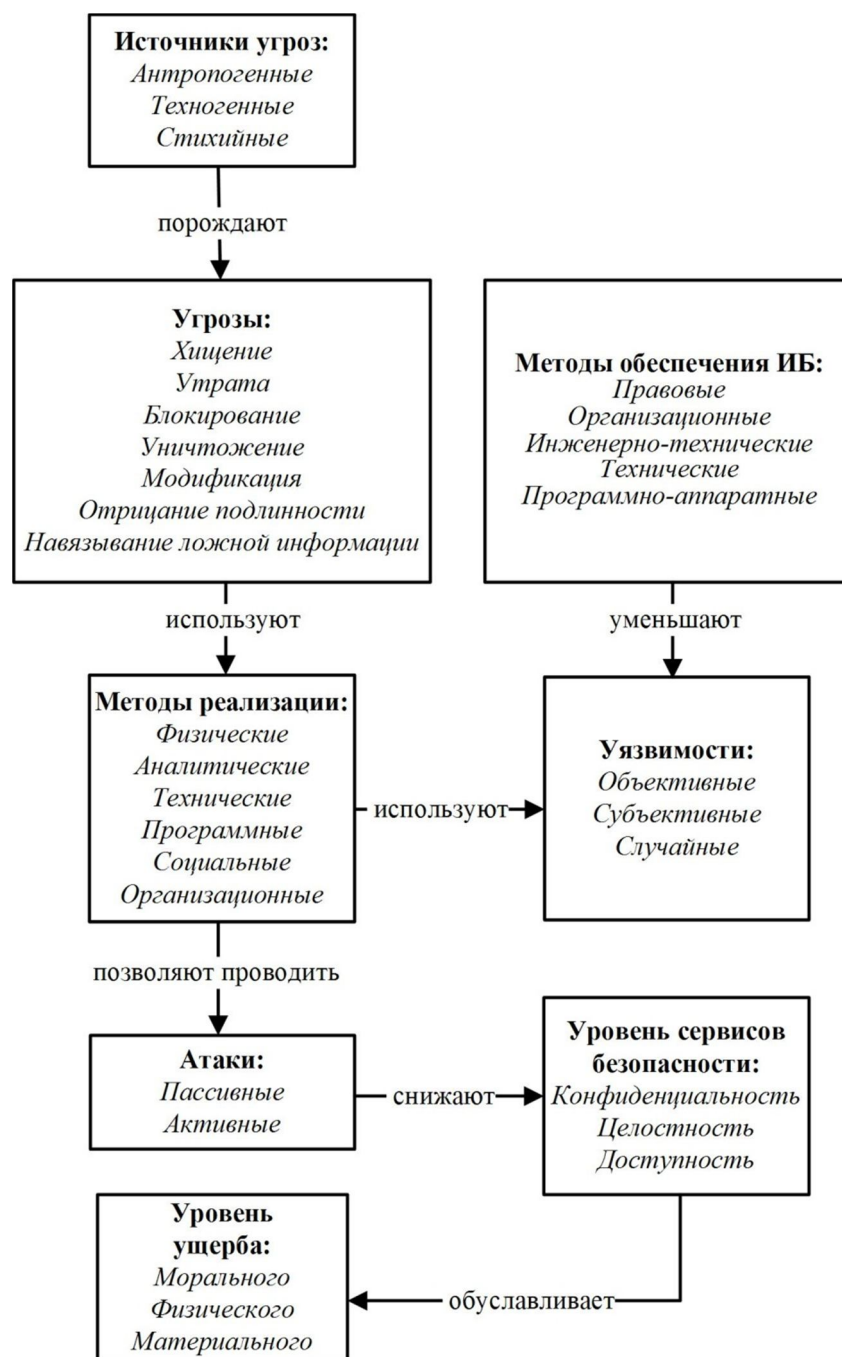 Источники угроз:
Антропогенные
Техногенные
Стихийные
порождают
Угрозы:
Хищение
Утрата
Блокирование
Уничтожение
Модификация
Отрицание подлинности
Навязывание ложной информации
Методы обеспечения ИБ:
Правовые
Организационные
Инженерно-технические
Технические
Программно-аппаратные
используют
уменьшают
Методы реализации:
Физические
Аналитические
Технические
Программные
Социальные
Организационные
используют
Уязвимости:
Объективные
Субъективные
Случайные
позволяют проводить
Атаки:
Пассивные
Активные
снижают
Уровень сервисов
безопасности:
Конфиденциальность
Целостность
Доступность
Уровень
ущерба:
Морального
Физического
Материального
обуславливает